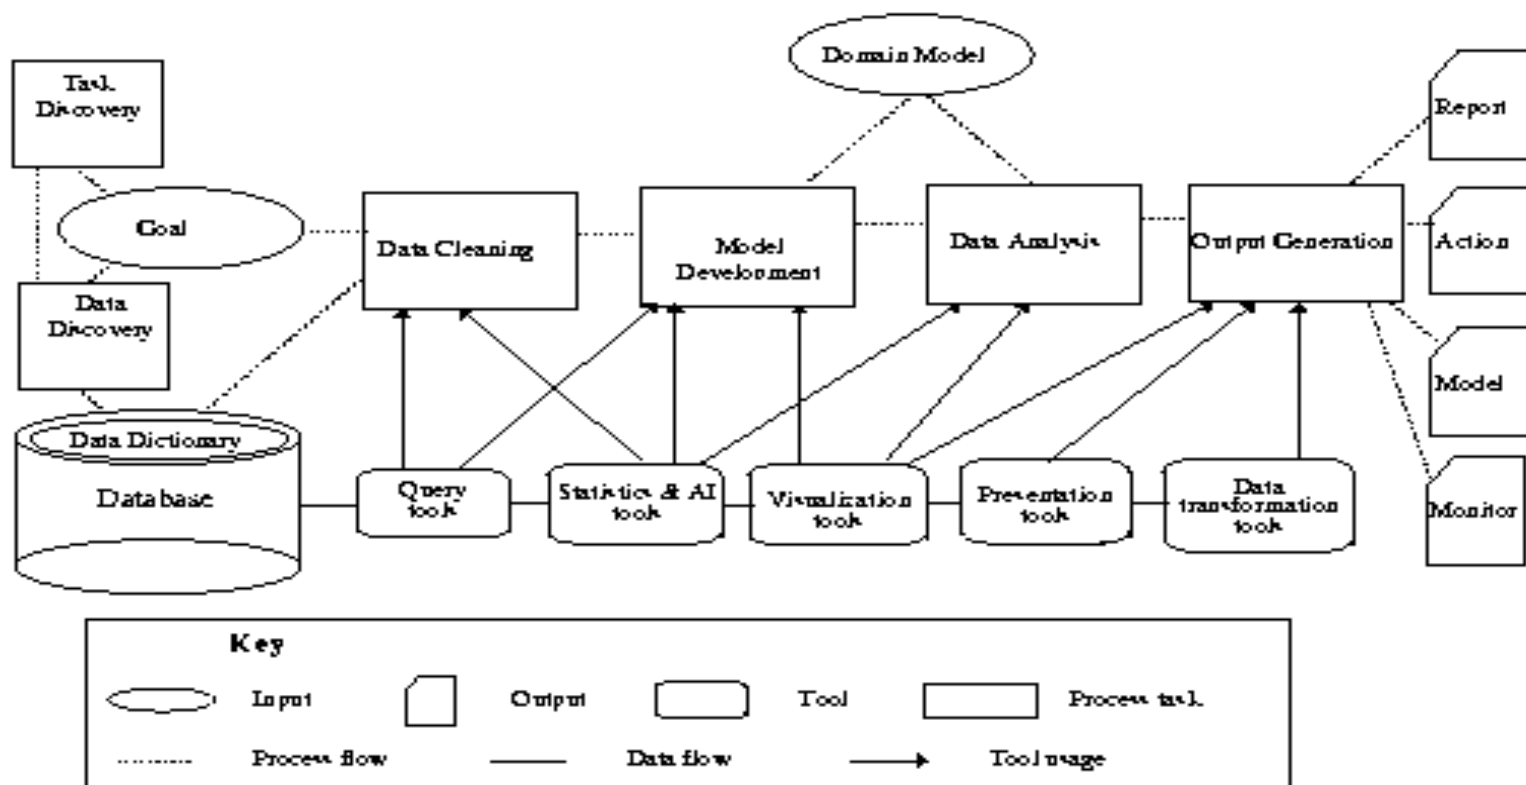 Domain Model
Task
Discovery
Report
Goal
Data Cleaning
Model
Development
Data Analysis
Output Generation
Action
Data
Discovery
Model
Data Dictionary
Database
Query
tools
Statistics & AI
tools
Visualization
tools
Presentation
tools
Data
transformation
tools
Monitor
Key
Input
Output
Tool
Process task
Process flow
Data flow
Tool usage